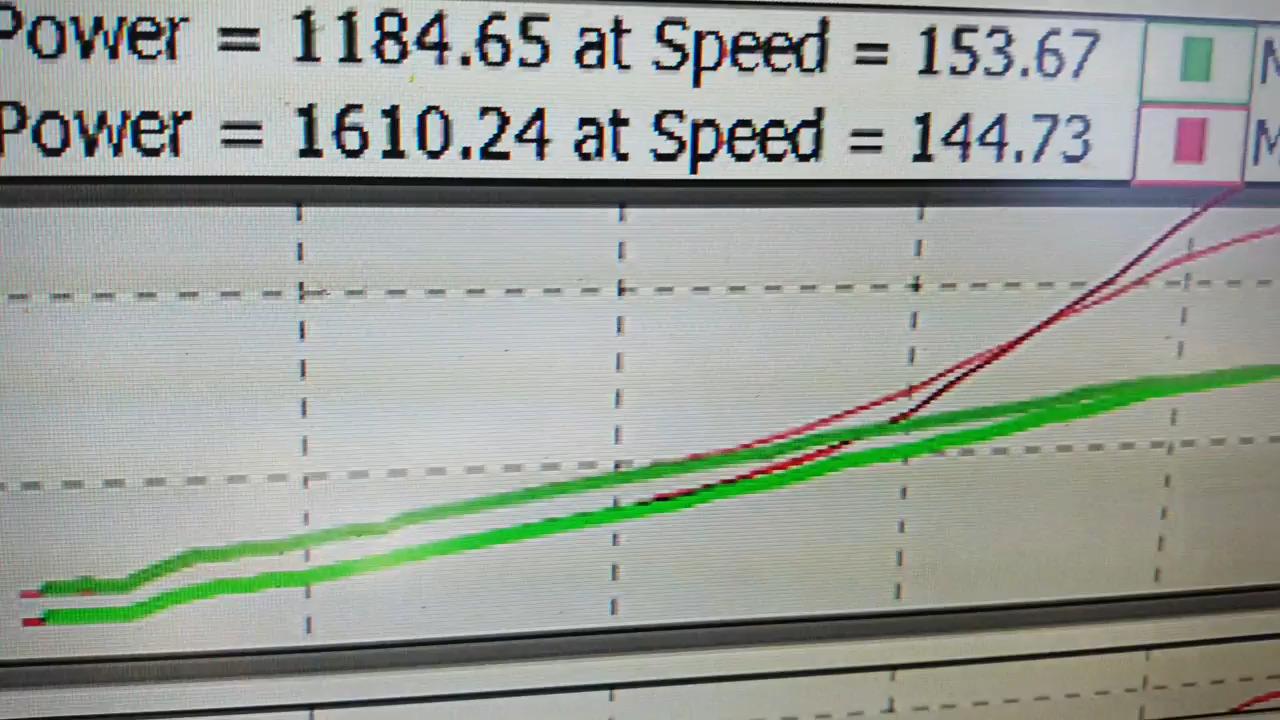 Power = 1184.65 at Speed = 153.67
Power = 1610.24 at Speed = 144.73